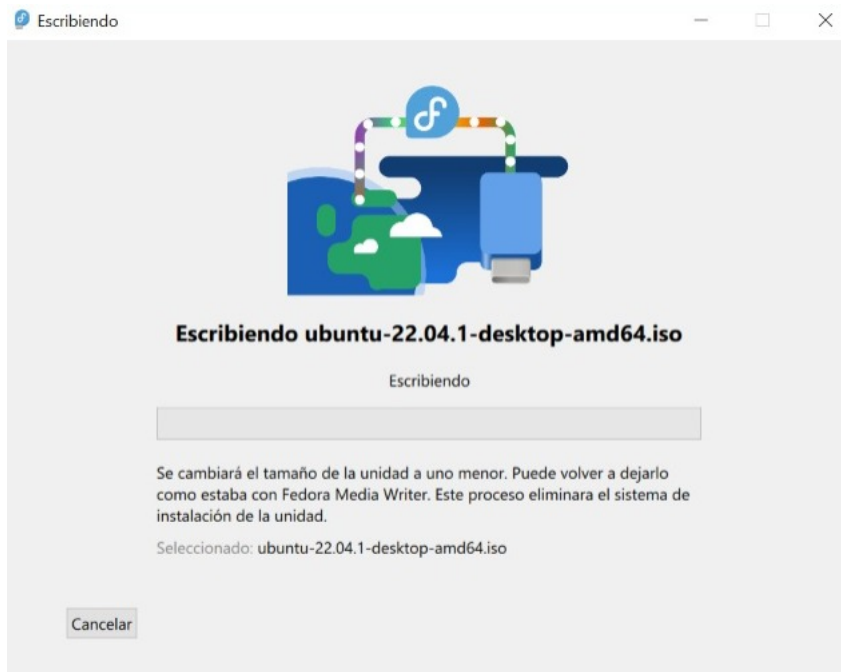 Escribiendo
Escribiendo ubuntu-22.04.1-desktop-amd64.iso
Escribiendo
Se cambiará el tamaño de la unidad a uno menor. Puede volver a dejarlo
como estaba con Fedora Media Writer. Este proceso eliminara el sistema de
instalación de la unidad.
Seleccionado: ubuntu-22.04.1-desktop-amd64.iso
Cancelar